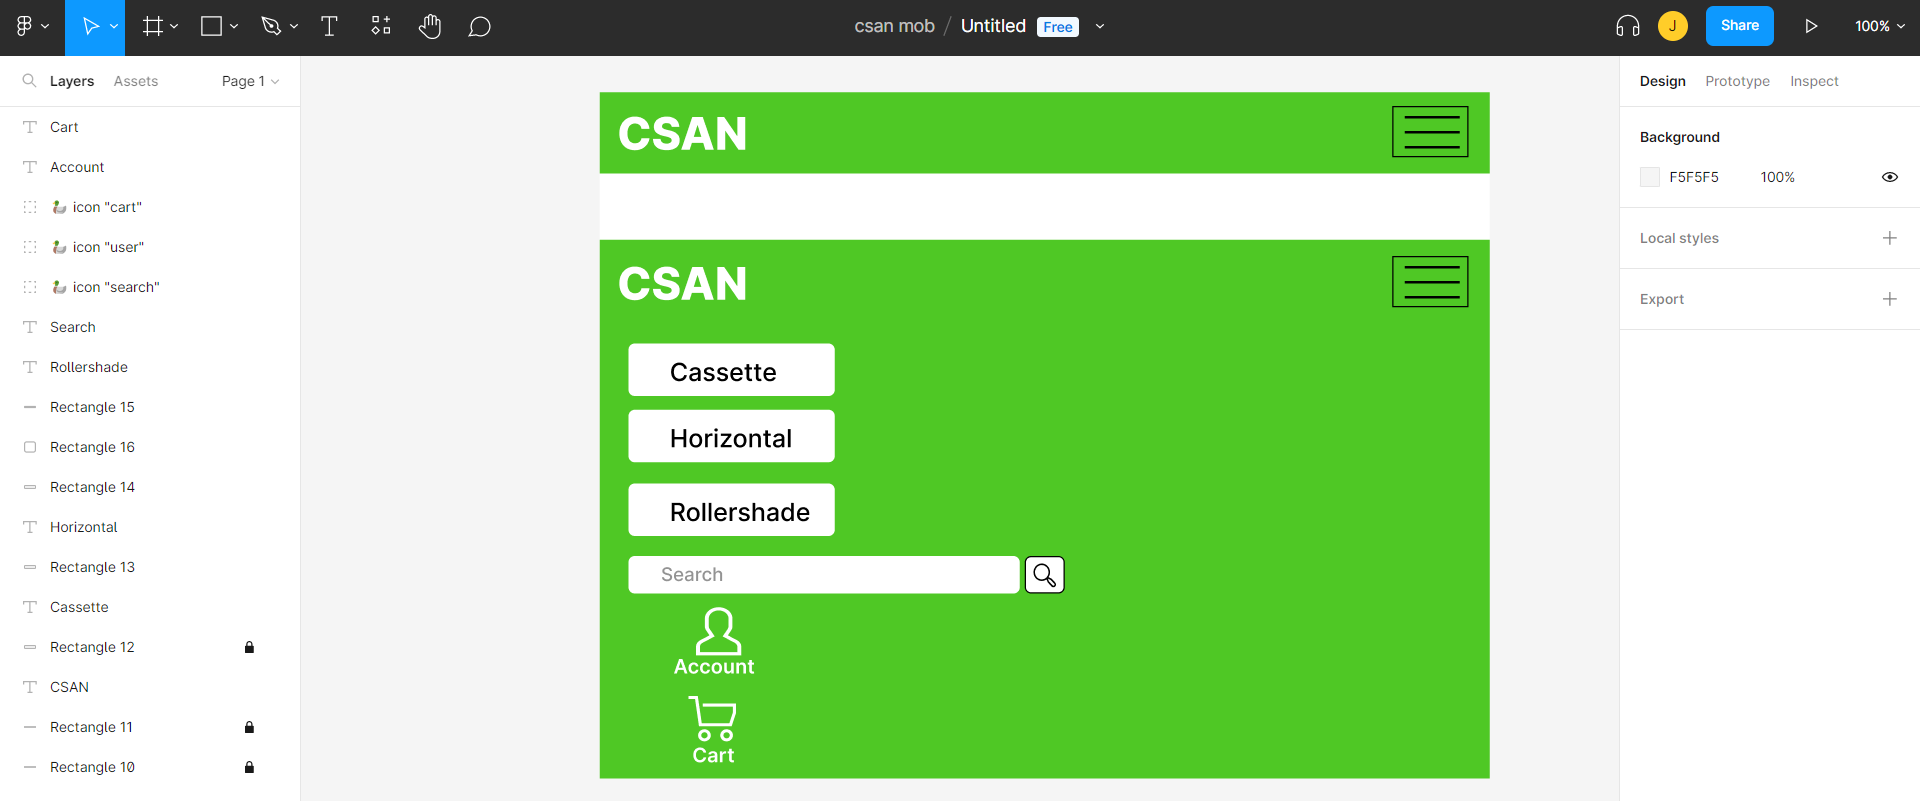 csan mob / Untitled Free
J
Share
100%
Layers
Assets
Page 1
Cart
Account
icon "cart"
icon "user"
icon "search"
Search
Rollershade
Rectangle 15
Rectangle 16
Rectangle 14
Horizontal
Rectangle 13
Cassette
Rectangle 12
CSAN
Rectangle 11
Rectangle 10
CSAN
CSAN
Cassette
Horizontal
Rollershade
Search
Account
Cart
Design
Prototype
Inspect
Background
F5F5F5 100%
Local styles
Export